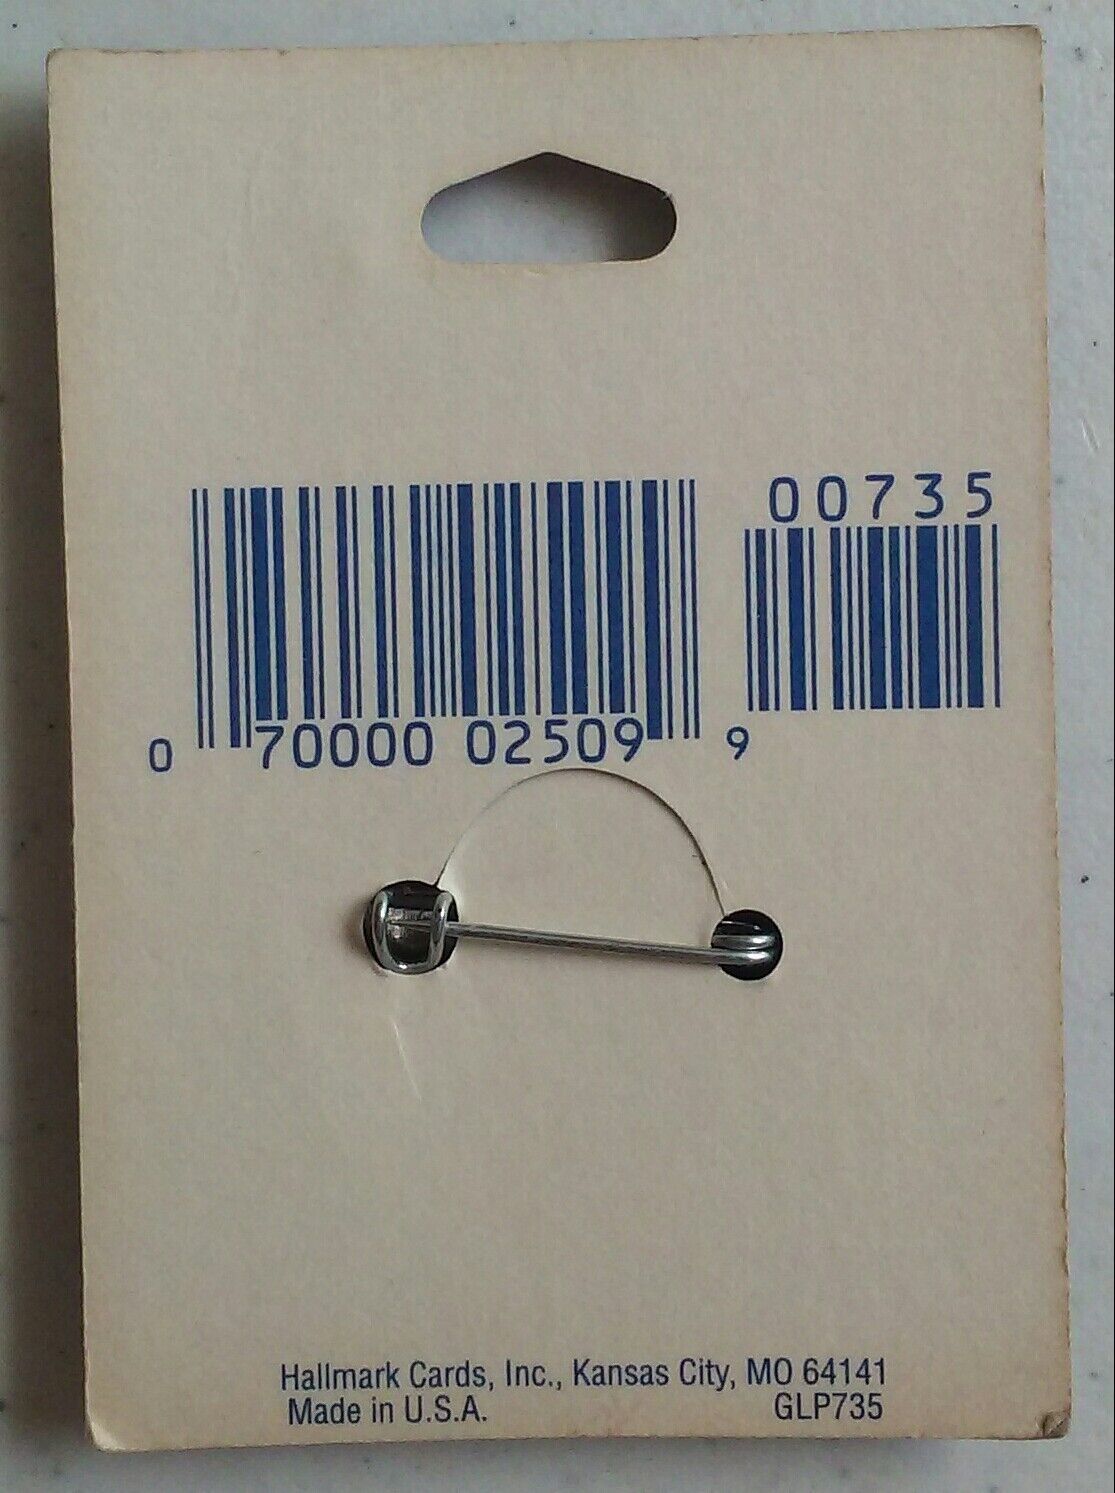 00735
0 70000 02509 9
Hallmark Cards, Inc., Kansas City, MO 64141
Made in U.S.A. GLP735